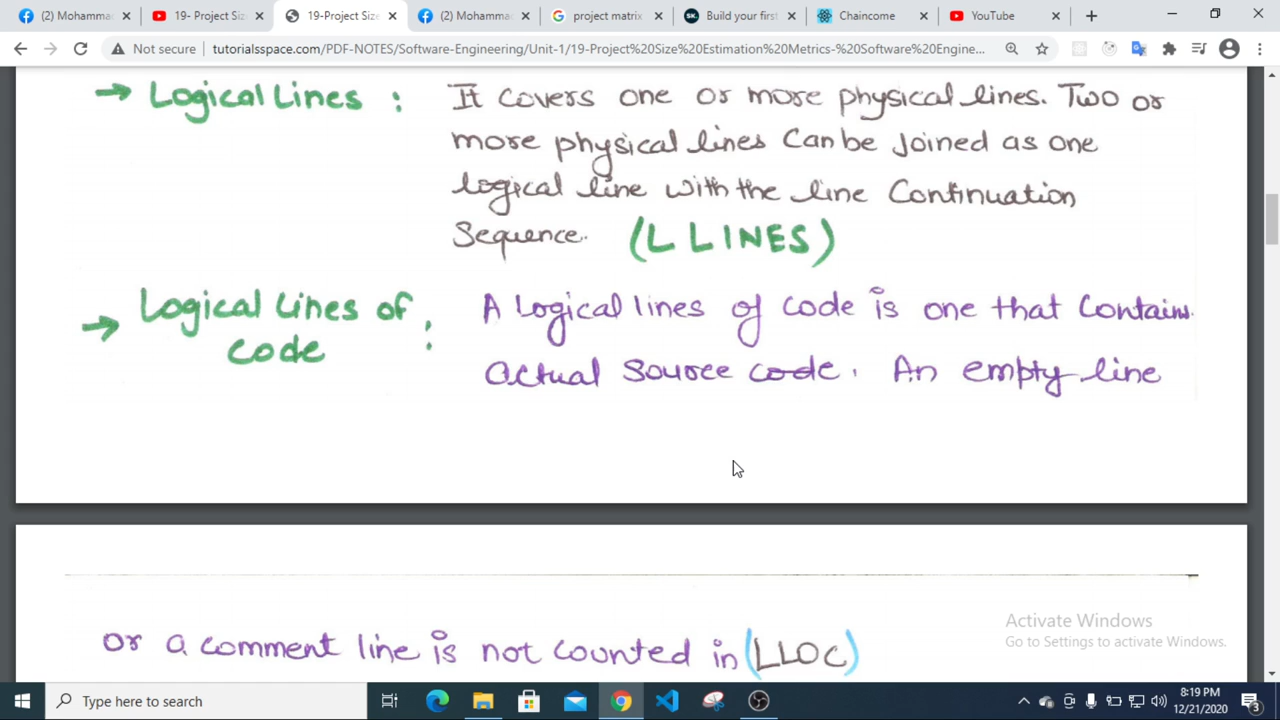 (2) Mohamma
19- Project Siz
19-Project Size
(2) Mohammac
project matrix
Build your first
Chaincome
YouTube
Not secure
tutorialsspace.com/PDF-NOTES/Software-Engineering/Unit-1/19-Project%20Size%20Estimation%20Metrics-%20Software%20Engine...
→ Logical Lines : It covers one or more physical lines. Two or
more physical lines Can be Joined as one
logical line with the line Continuation
Sequence. (L LINES)
→ Logical Lines of : A Logical lines of code is one that Contains
code
actual source code. An empty line
or a comment line is not counted in (LLOC)
Activate Windows
Go to Settings to activate Windows.
Type here to search
8:19 PM
12/21/2020
3